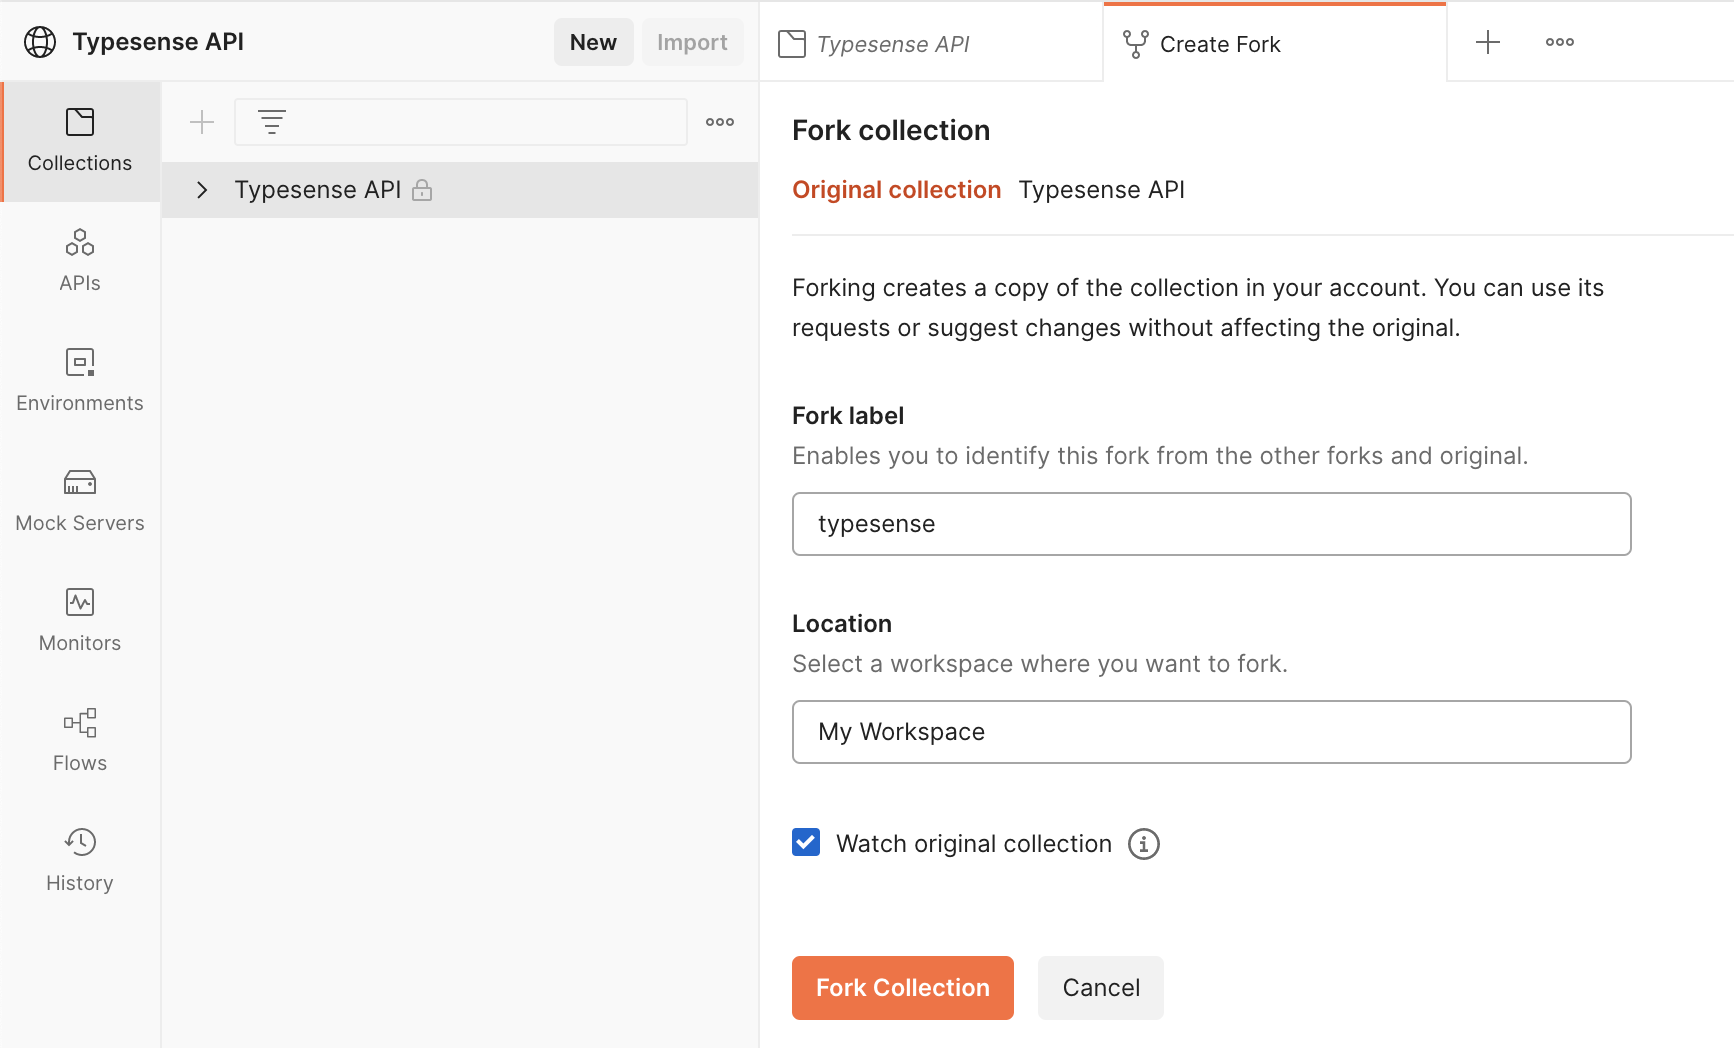 Typesense API
New
Import
Typesense API
Create Fork
Collections
APIs
Environments
Mock Servers
Monitors
Flows
History
Typesense API
Fork collection
Original collection Typesense API
Forking creates a copy of the collection in your account. You can use its
requests or suggest changes without affecting the original.
Fork label
Enables you to identify this fork from the other forks and original.
typesense
Location
Select a workspace where you want to fork.
My Workspace
Watch original collection
Fork Collection
Cancel